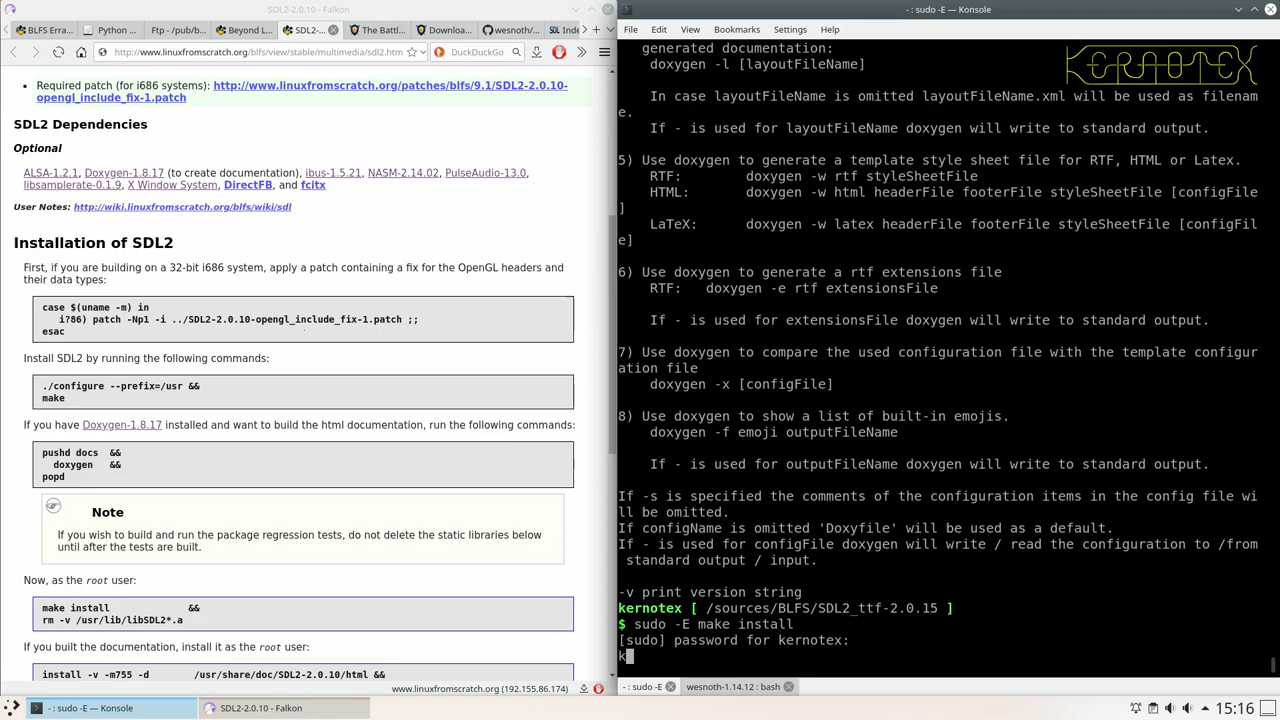 SDL2-2.0.10 - Falkon
BLFS Erra...
Python ...
Ftp - /pub/b...
Beyond L...
SDL2-...
The Battl...
Downloa...
wesnoth/...
Inde
http://www.linuxfromscratch.org/blfs/view/stable/multimedia/sdl2.htm
DuckDuckGo
Required patch (for i686 systems): http://www.linuxfromscratch.org/patches/blfs/9.1/SDL2-2.0.10-
opengl_include_fix-1.patch
SDL2 Dependencies
Optional
ALSA-1.2.1, Doxygen-1.8.17 (to create documentation), ibus-1.5.21, NASM-2.14.02, PulseAudio-13.0,
libsamplerate-0.1.9, X Window System, DirectFB, and fcitx
User Notes: http://wiki.linuxfromscratch.org/blfs/wiki/sdl
Installation of SDL2
First, if you are building on a 32-bit i686 system, apply a patch containing a fix for the OpenGL headers and
their data types:
case $(uname -m) in
i?86) patch -Np1 -i ../SDL2-2.0.10-opengl_include_fix-1.patch ;;
esac
Install SDL2 by running the following commands:
./configure --prefix=/usr &&
make
If you have Doxygen-1.8.17 installed and want to build the html documentation, run the following commands:
pushd docs &&
doxygen &&
popd
Note
If you wish to build and run the package regression tests, do not delete the static libraries below
until after the tests are built.
Now, as the root user:
make install &&
rm -v /usr/lib/libSDL2*.a
If you built the documentation, install it as the root user:
install -v -m755 -d /usr/share/doc/SDL2-2.0.10/html &&
www.linuxfromscratch.org (192.155.86.174)
- : sudo -E — Konsole
File Edit View Bookmarks Settings Help
KERNOTEX
generated documentation:
doxygen -l [layoutFileName]
In case layoutFileName is omitted layoutFileName.xml will be used as filenam
e.
If - is used for layoutFileName doxygen will write to standard output.
5) Use doxygen to generate a template style sheet file for RTF, HTML or Latex.
RTF: doxygen -w rtf styleSheetFile
HTML: doxygen -w html headerFile footerFile styleSheetFile [configFile
]
LaTeX: doxygen -w latex headerFile footerFile styleSheetFile [configFil
e]
6) Use doxygen to generate a rtf extensions file
RTF: doxygen -e rtf extensionsFile
If - is used for extensionsFile doxygen will write to standard output.
7) Use doxygen to compare the used configuration file with the template configur
ation file
doxygen -x [configFile]
8) Use doxygen to show a list of built-in emojis.
doxygen -f emoji outputFileName
If - is used for outputFileName doxygen will write to standard output.
If -s is specified the comments of the configuration items in the config file wi
ll be omitted.
If configName is omitted 'Doxyfile' will be used as a default.
If - is used for configFile doxygen will write / read the configuration to /from
standard output / input.
-v print version string
kernotex [ /sources/BLFS/SDL2_ttf-2.0.15 ]
$ sudo -E make install
[sudo] password for kernotex:
k
- : sudo -E
wesnoth-1.14.12 : bash
- : sudo -E — Konsole
SDL2-2.0.10 - Falkon
15:16